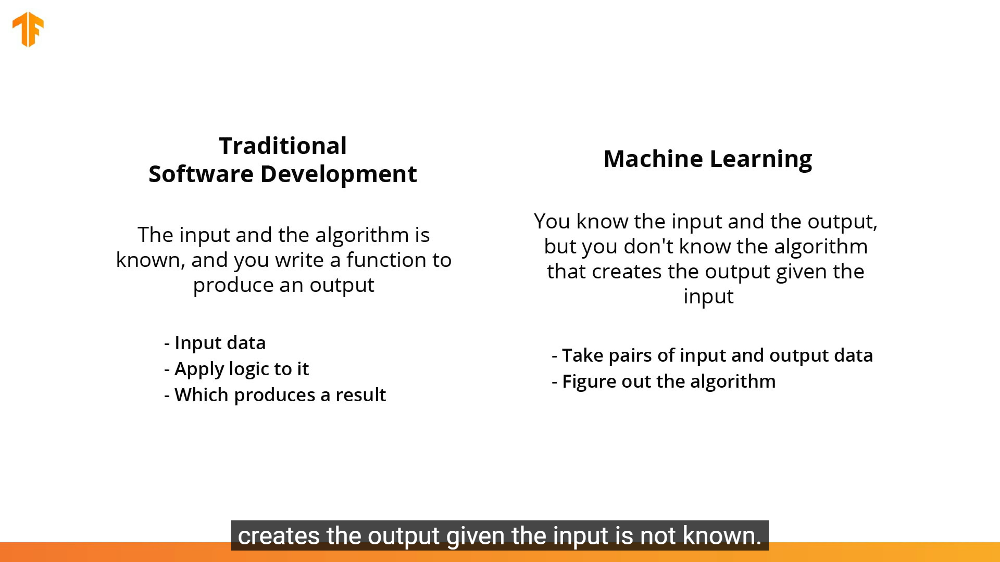 Traditional
Software Development
The input and the algorithm is
known, and you write a function to
produce an output
- Input data
- Apply logic to it
- Which produces a result
Machine Learning
You know the input and the output,
but you don't know the algorithm
that creates the output given the
input
- Take pairs of input and output data
- Figure out the algorithm
creates the output given the input is not known.